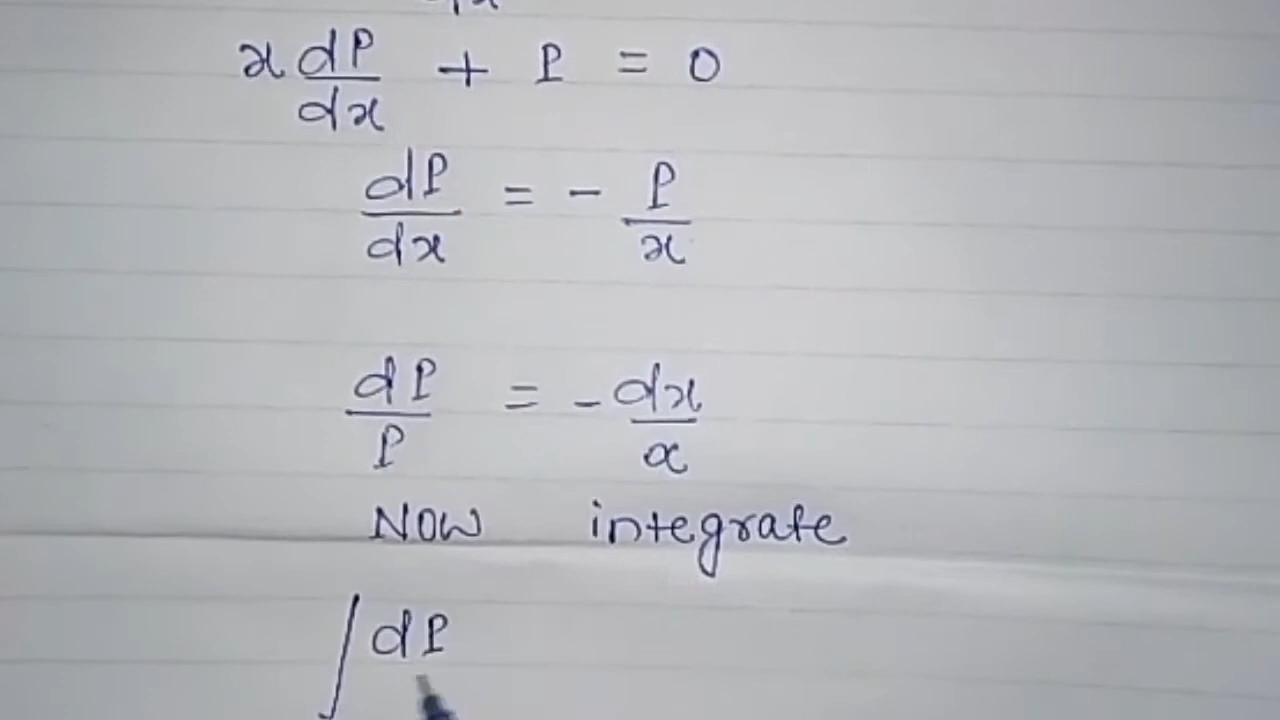 x dP/dx + P = 0
dP/dx = - P/x
dP/P = - dx/x
NOW integrate
∫ dP